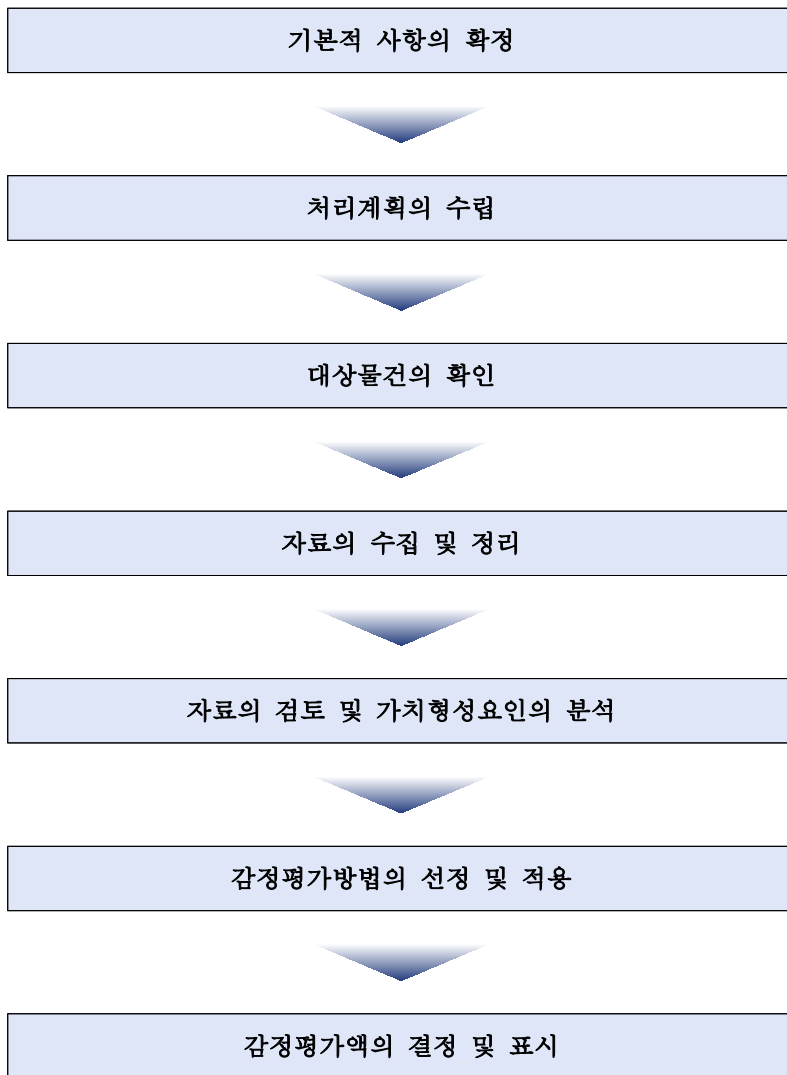 기본적 사항의 확정
처리계획의 수립
대상물건의 확인
자료의 수집 및 정리
자료의 검토 및 가치형성요인의 분석
감정평가방법의 선정 및 적용
감정평가액의 결정 및 표시